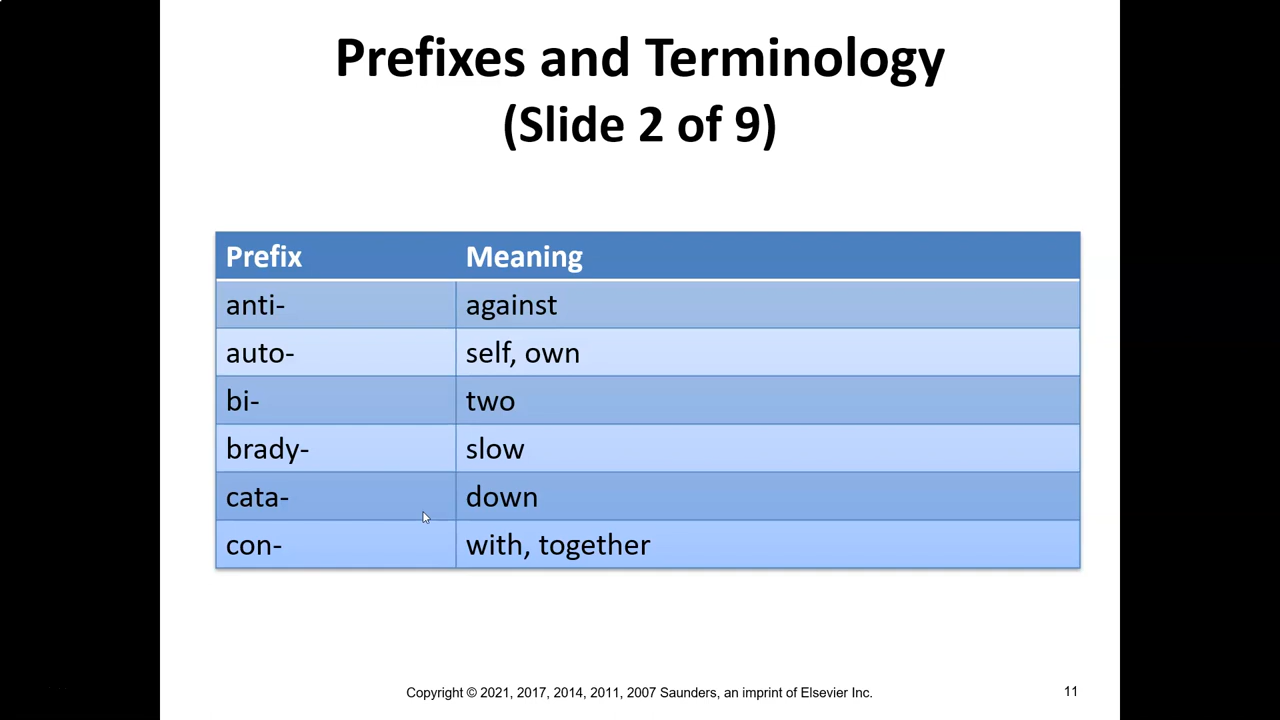 Prefixes and Terminology
(Slide 2 of 9)
Prefix Meaning
anti- against
auto- self, own
bi- two
brady- slow
cata- down
con- with, together
Copyright © 2021, 2017, 2014, 2011, 2007 Saunders, an imprint of Elsevier Inc. 11